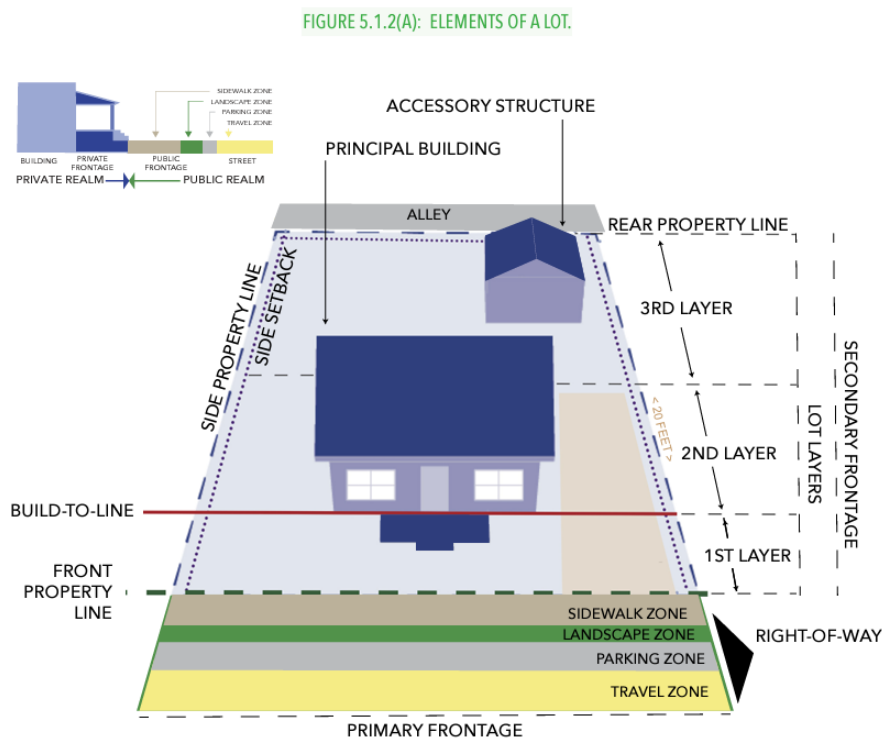 FIGURE 5.1.2(A): ELEMENTS OF A LOT.
SIDEWALK ZONE
LANDSCAPE ZONE
PARKING ZONE
TRAVEL ZONE
BUILDING
PRIVATE
FRONTAGE
PUBLIC
FRONTAGE
STREET
PRIVATE REALM
PUBLIC REALM
ACCESSORY STRUCTURE
PRINCIPAL BUILDING
ALLEY
REAR PROPERTY LINE
SIDE PROPERTY LINE
SIDE SETBACK
3RD LAYER
< 20 FEET >
2ND LAYER
LOT LAYERS
SECONDARY FRONTAGE
BUILD-TO-LINE
1ST LAYER
FRONT
PROPERTY
LINE
SIDEWALK ZONE
LANDSCAPE ZONE
PARKING ZONE
TRAVEL ZONE
RIGHT-OF-WAY
PRIMARY FRONTAGE